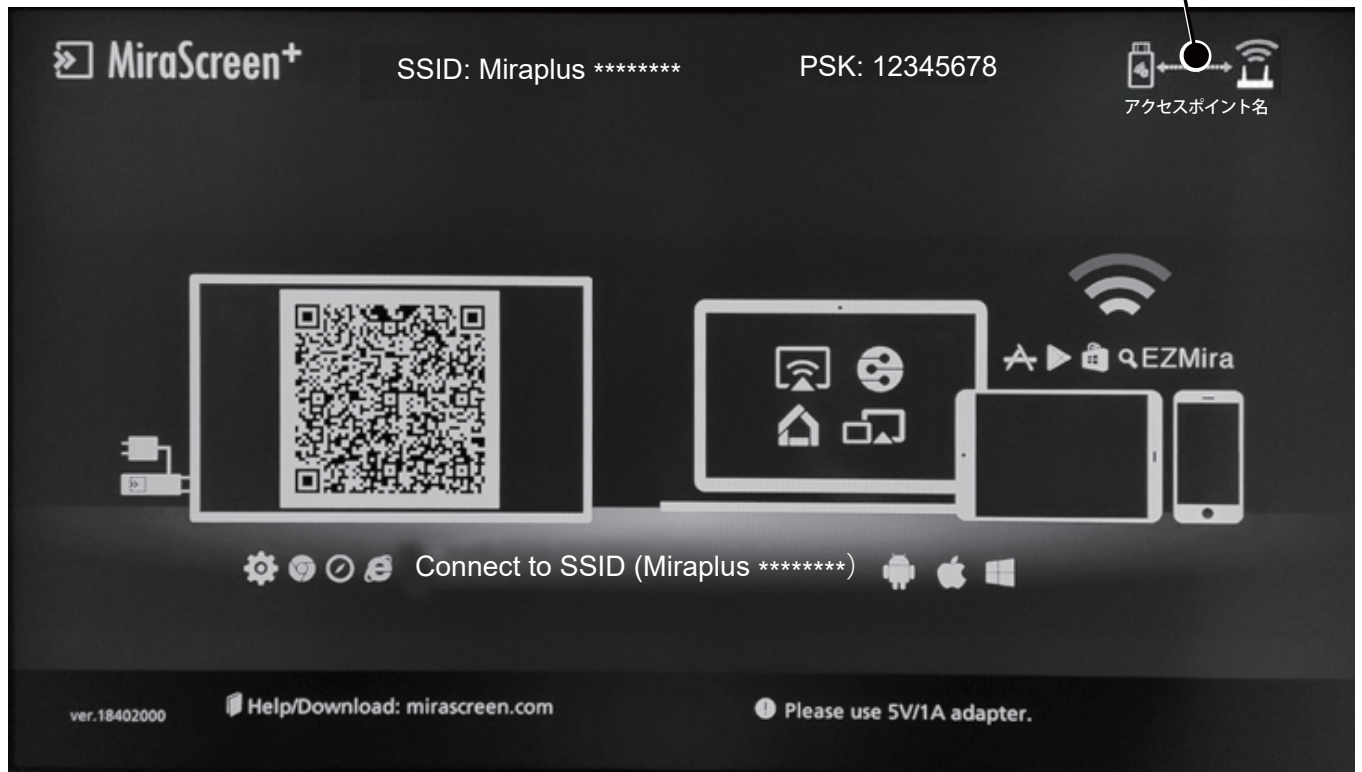 MiraScreen+
SSID: Miraplus ********
PSK: 12345678
アクセスポイント名
EZMira
Connect to SSID (Miraplus ********）
ver.18402000
Help/Download: mirascreen.com
Please use 5V/1A adapter.